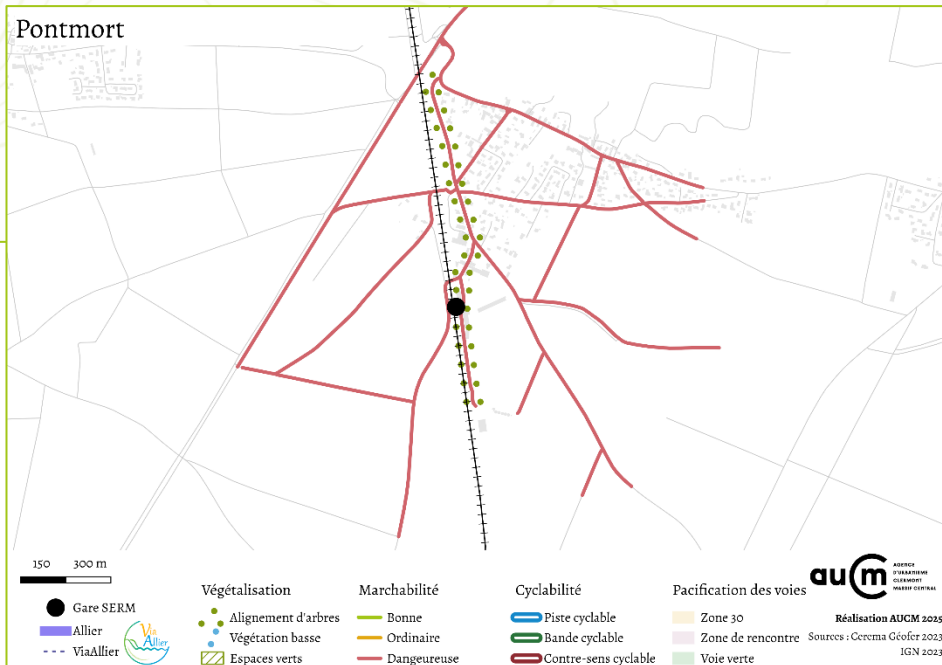 Pontmort
150 300 m
Gare SERM
Allier
ViaAllier
Via
Allier
Végétalisation
Alignement d'arbres
Végétation basse
Espaces verts
Marchabilité
Bonne
Ordinaire
Dangeureuse
Cyclabilité
Piste cyclable
Bande cyclable
Contre-sens cyclable
Pacification des voies
Zone 30
Zone de rencontre
Voie verte
aucm
AGENCE
D'URBANISME
CLERMONT
MASSIF CENTRAL
Réalisation AUCM 2025
Sources : Cerema Géofer 2023
IGN 2023